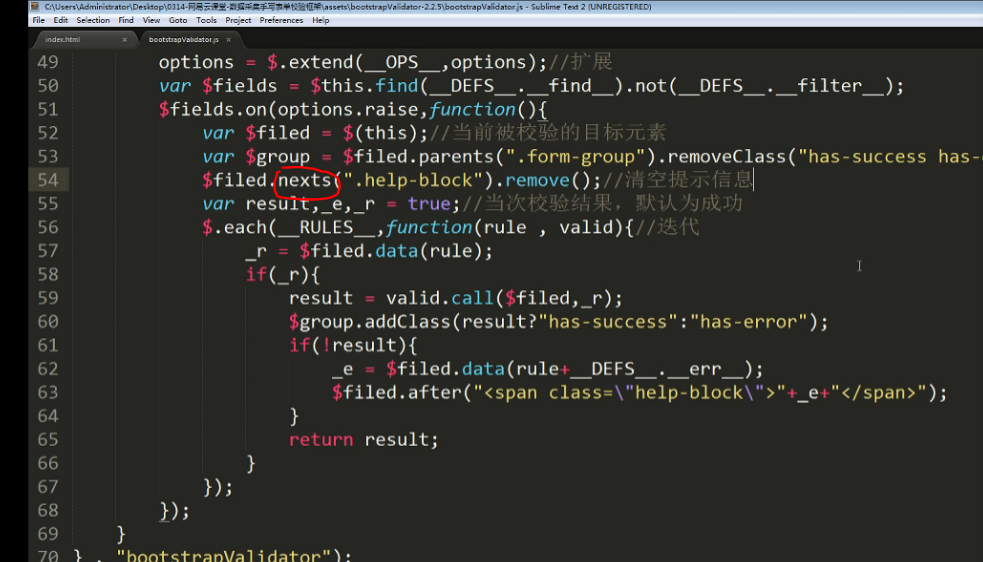 C:\Users\Administrator\Desktop\0314-网易云课堂-数据采集手写表单校验框架\assets\bootstrapValidator-2.2.5\bootstrapValidator.js - Sublime Text 2 (UNREGISTERED)
File Edit Selection Find View Goto Tools Project Preferences Help
index.html × bootstrapValidator.js ×
49 options = $.extend(__OPS__,options);//扩展
50 var $fields = $this.find(__DEFS__.__find__).not(__DEFS__.__filter__);
51 $fields.on(options.raise,function(){
52 var $filed = $(this);//当前被校验的目标元素
53 var $group = $filed.parents(".form-group").removeClass("has-success has-
54 $filed.nexts(".help-block").remove();//清空提示信息
55 var result,_e,_r = true;//当次校验结果，默认为成功
56 $.each(__RULES__,function(rule , valid){//迭代
57 _r = $filed.data(rule);
58 if(_r){
59 result = valid.call($filed,_r);
60 $group.addClass(result?"has-success":"has-error");
61 if(!result){
62 _e = $filed.data(rule+__DEFS__.__err__);
63 $filed.after("<span class=\"help-block\">"+_e+"</span>");
64 }
65 return result;
66 }
67 });
68 });
69 }
70 } , "bootstrapValidator");